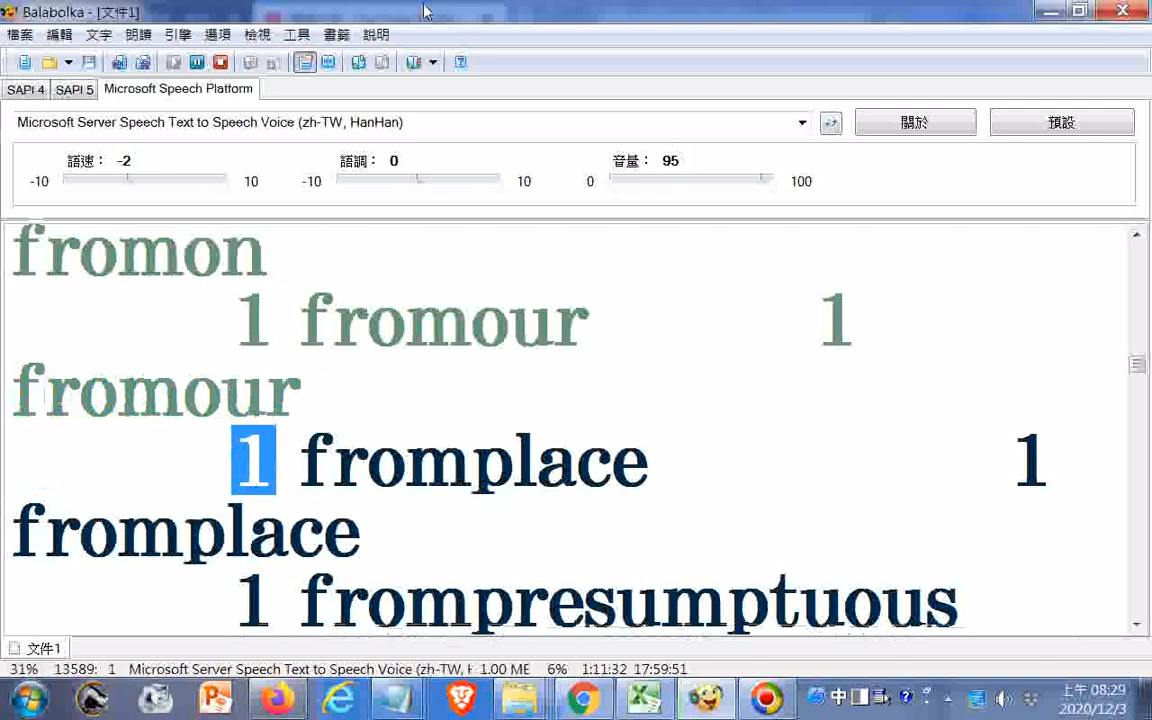 Balabolka - [文件1]
檔案 編輯 文字 朗讀 引擎 選項 檢視 工具 書籤 說明
SAPI 4 SAPI 5 Microsoft Speech Platform
Microsoft Server Speech Text to Speech Voice (zh-TW, HanHan) 關於 預設
語速： -2 語調： 0 音量： 95
-10 10 -10 10 0 100
fromon
1 fromour 1
fromour
1 fromplace 1
fromplace
1 frompresumptuous
文件1
31% 13589: 1 Microsoft Server Speech Text to Speech Voice (zh-TW, H 1.00 ME 6% 1:11:32 17:59:51
中 上午 08:29
2020/12/3